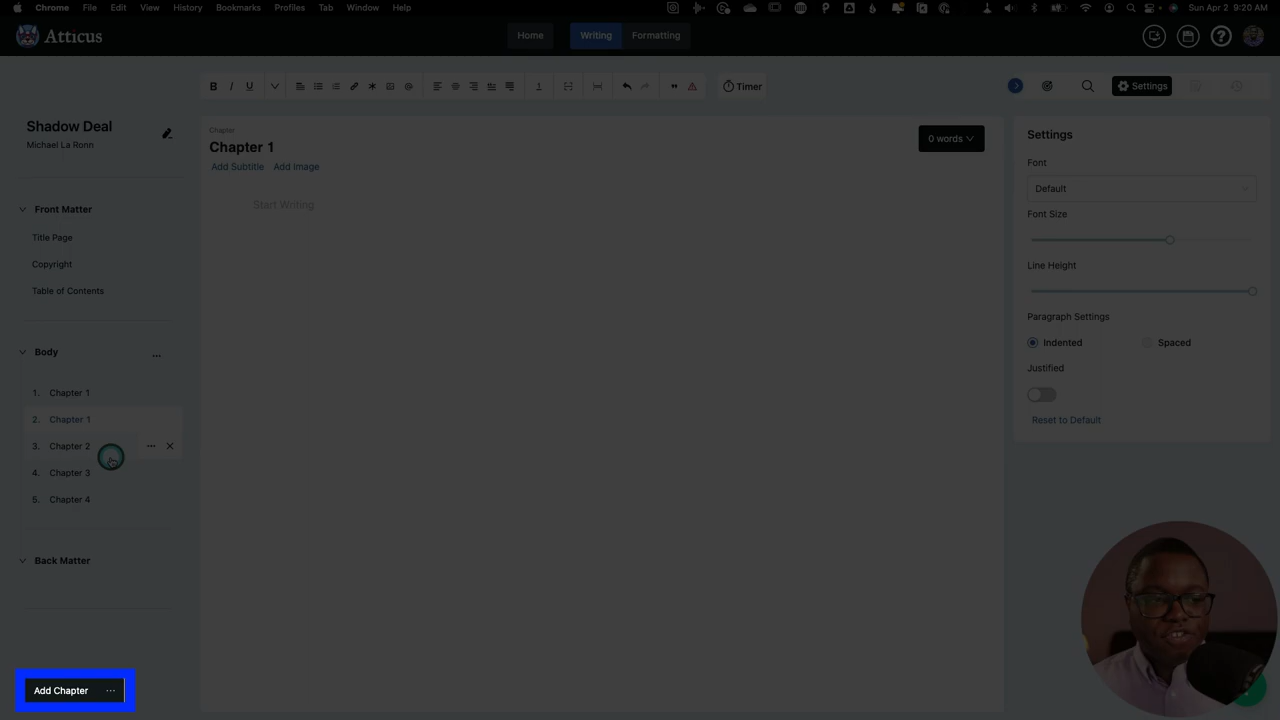 Chrome File Edit View History Bookmarks Profiles Tab Window Help Sun Apr 2 9:20 AM
Atticus Home Writing Formatting
B I U Timer Settings
Shadow Deal
Michael La Ronn
Front Matter
Title Page
Copyright
Table of Contents
Body
1. Chapter 1
2. Chapter 1
3. Chapter 2
4. Chapter 3
5. Chapter 4
Back Matter
Add Chapter
Chapter
Chapter 1
Add Subtitle Add Image
0 words
Start Writing
Settings
Font
Default
Font Size
Line Height
Paragraph Settings
Indented Spaced
Justified
Reset to Default